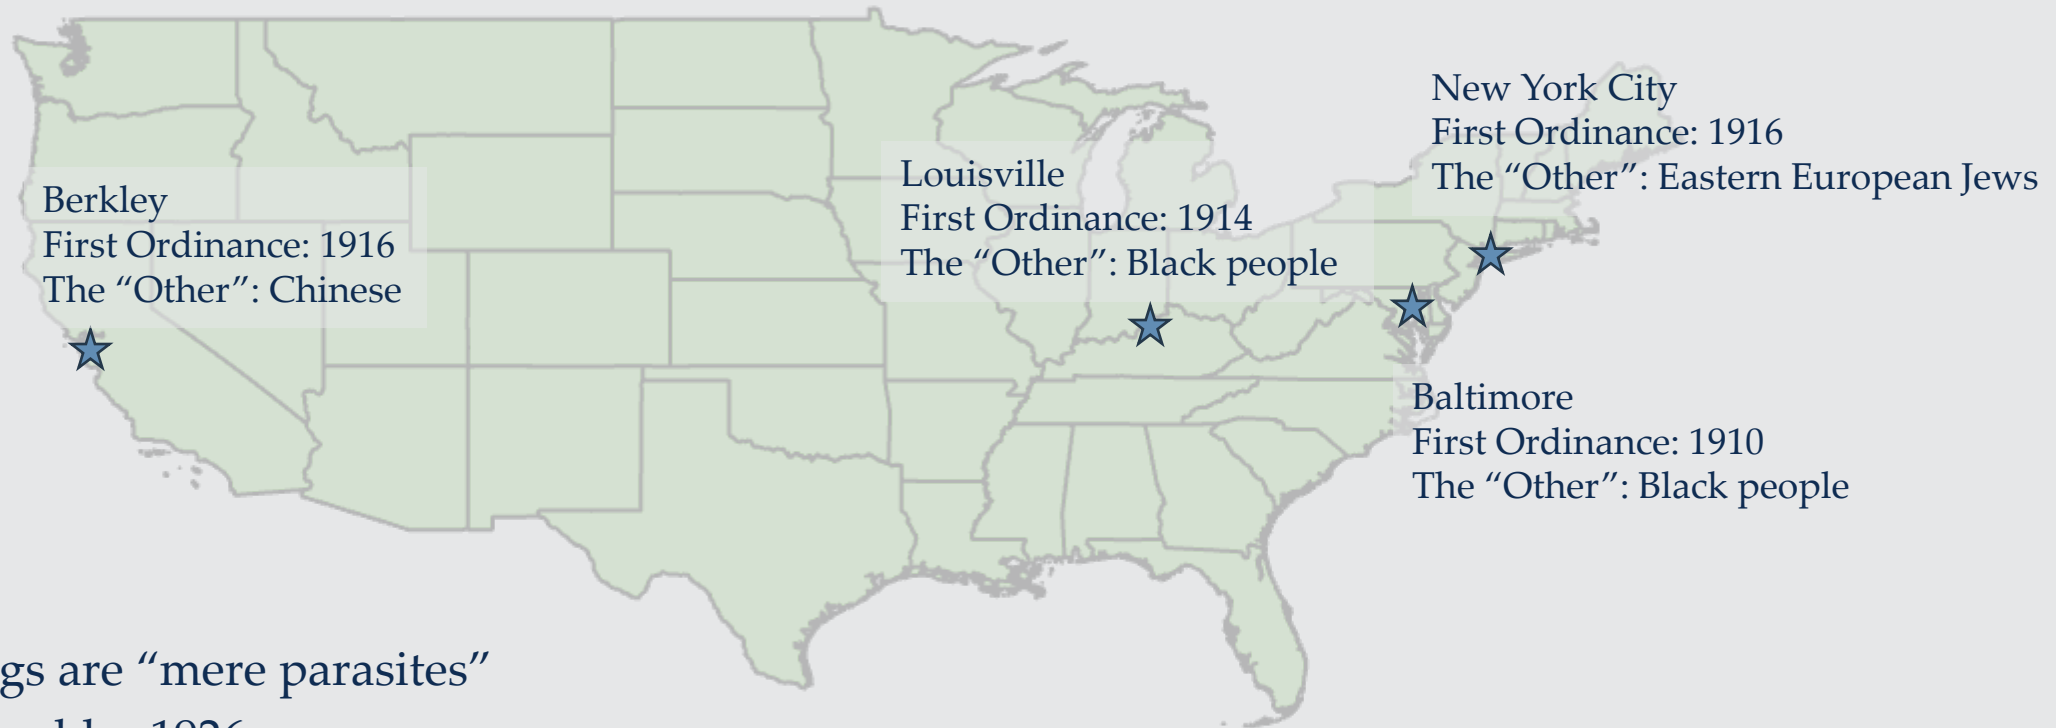 New York City
First Ordinance: 1916
The “Other”: Eastern European Jews
Louisville
First Ordinance: 1914
The “Other”: Black people
Berkley
First Ordinance: 1916
The “Other”: Chinese
Baltimore
First Ordinance: 1910
The “Other”: Black people
gs are “mere parasites”
1926